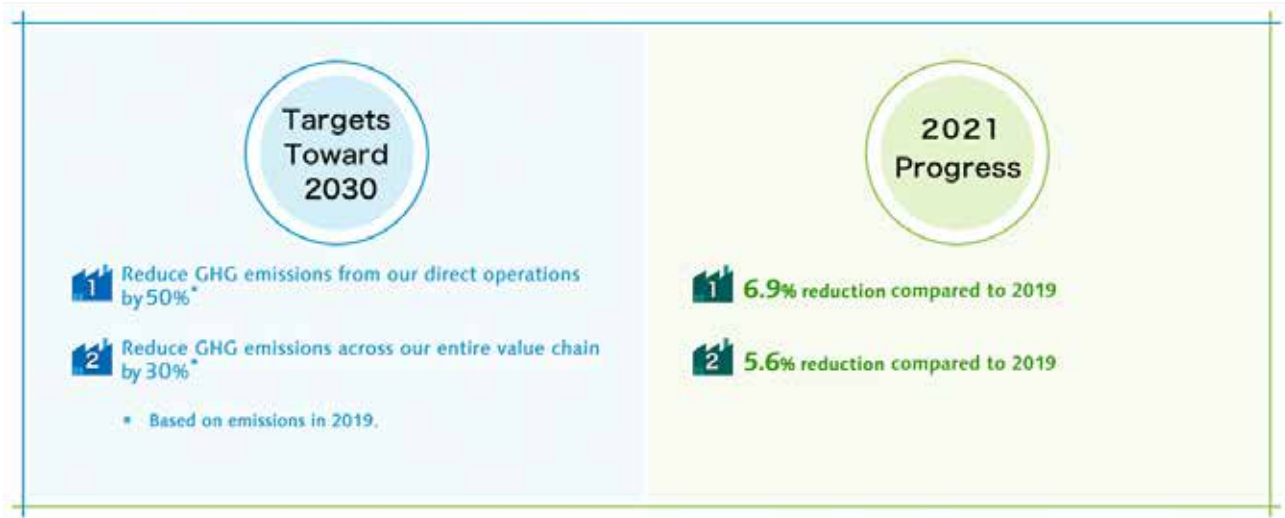 Targets
Toward
2030
1 Reduce GHG emissions from our direct operations
by 50%*
2 Reduce GHG emissions across our entire value chain
by 30%*
* Based on emissions in 2019.
2021
Progress
1 6.9% reduction compared to 2019
2 5.6% reduction compared to 2019